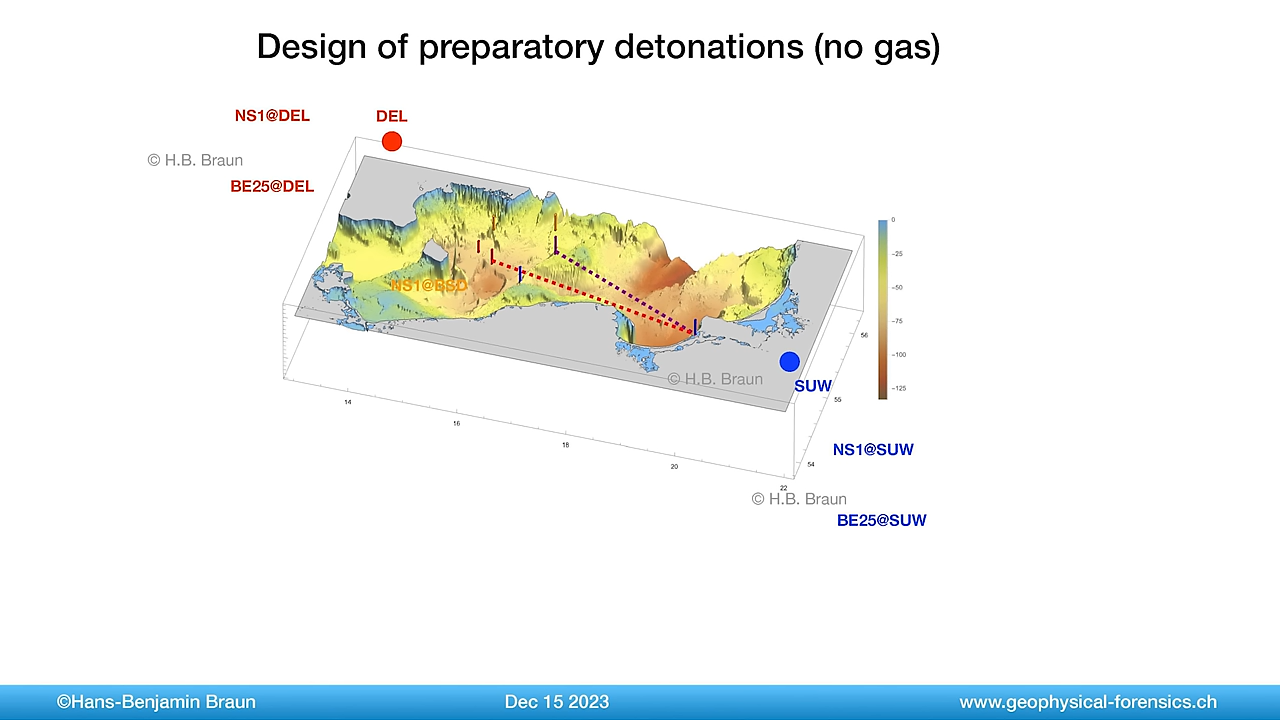 Design of preparatory detonations (no gas)
NS1@DEL
DEL
© H.B. Braun
BE25@DEL
NS1@BSD
© H.B. Braun
SUW
NS1@SUW
© H.B. Braun
BE25@SUW
0
−25
−50
−75
−100
−125
14
16
18
20
22
54
55
56
©Hans-Benjamin Braun
Dec 15 2023
www.geophysical-forensics.ch